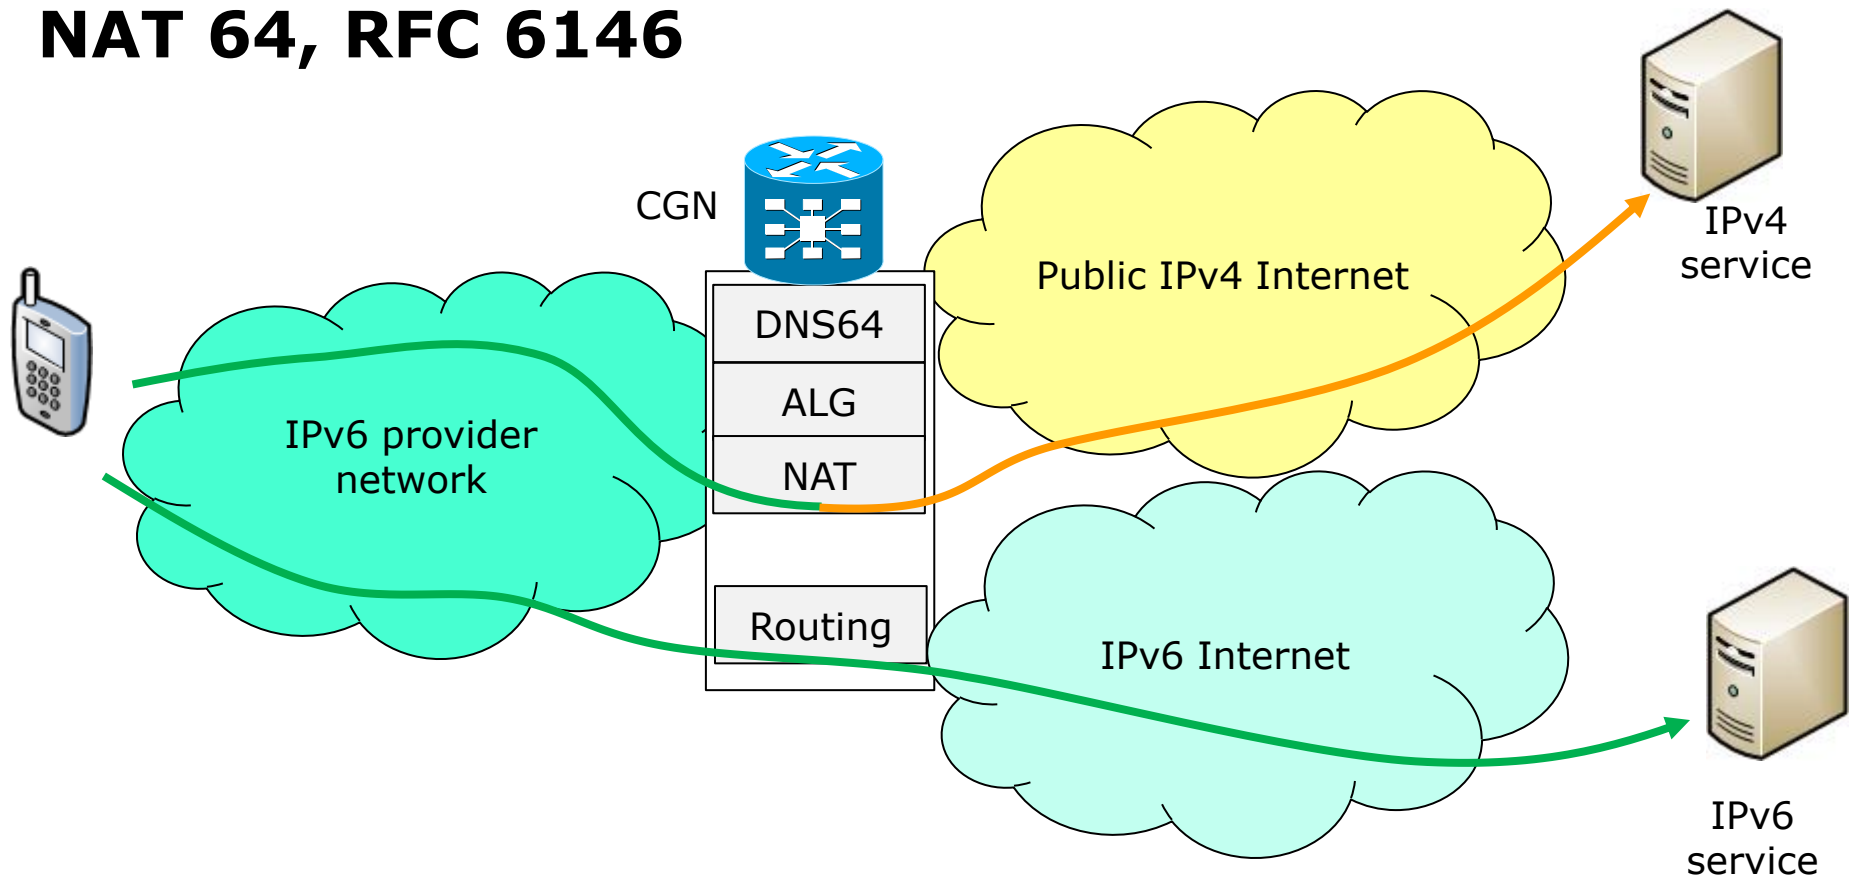 NAT 64, RFC 6146
CGN
DNS64
ALG
NAT
Routing
IPv6 provider
network
Public IPv4 Internet
IPv4
service
IPv6 Internet
IPv6
service